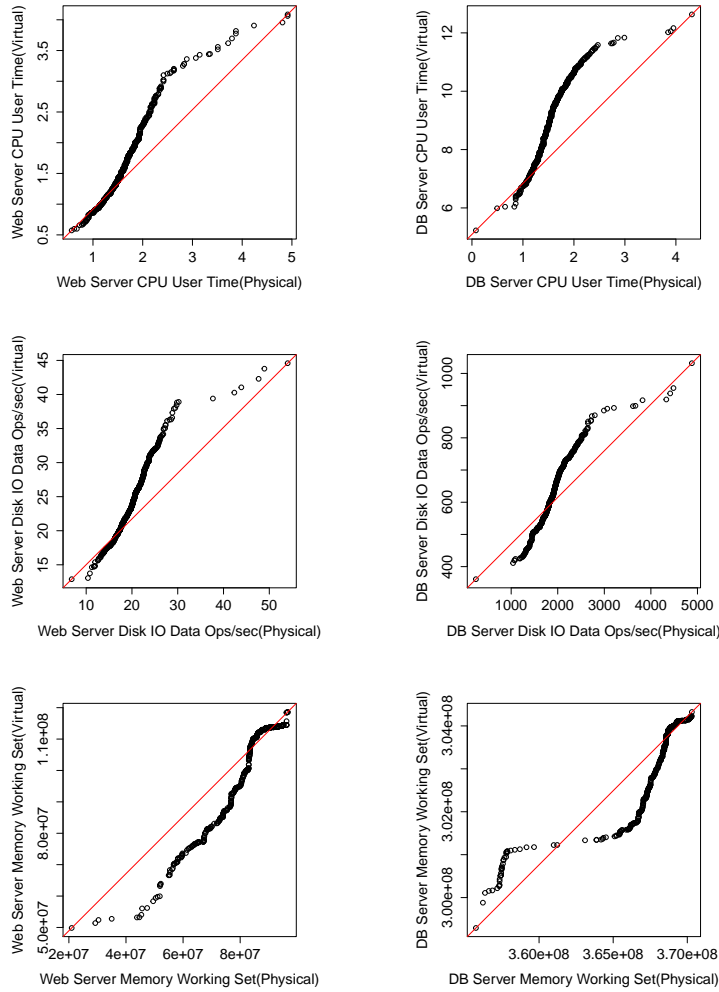 Web Server CPU User Time(Virtual)
0.5 1.5 2.5 3.5
1 2 3 4 5
Web Server CPU User Time(Physical)
DB Server CPU User Time(Virtual)
6 8 10 12
0 1 2 3 4
DB Server CPU User Time(Physical)
Web Server Disk IO Data Ops/sec(Virtual)
15 20 25 30 35 40 45
10 20 30 40 50
Web Server Disk IO Data Ops/sec(Physical)
DB Server Disk IO Data Ops/sec(Virtual)
400 600 800 1000
1000 2000 3000 4000 5000
DB Server Disk IO Data Ops/sec(Physical)
Web Server Memory Working Set(Virtual)
5.0e+07 8.0e+07 1.1e+08
2e+07 4e+07 6e+07 8e+07
Web Server Memory Working Set(Physical)
DB Server Memory Working Set(Virtual)
3.00e+08 3.02e+08 3.04e+08
3.60e+08 3.65e+08 3.70e+08
DB Server Memory Working Set(Physical)